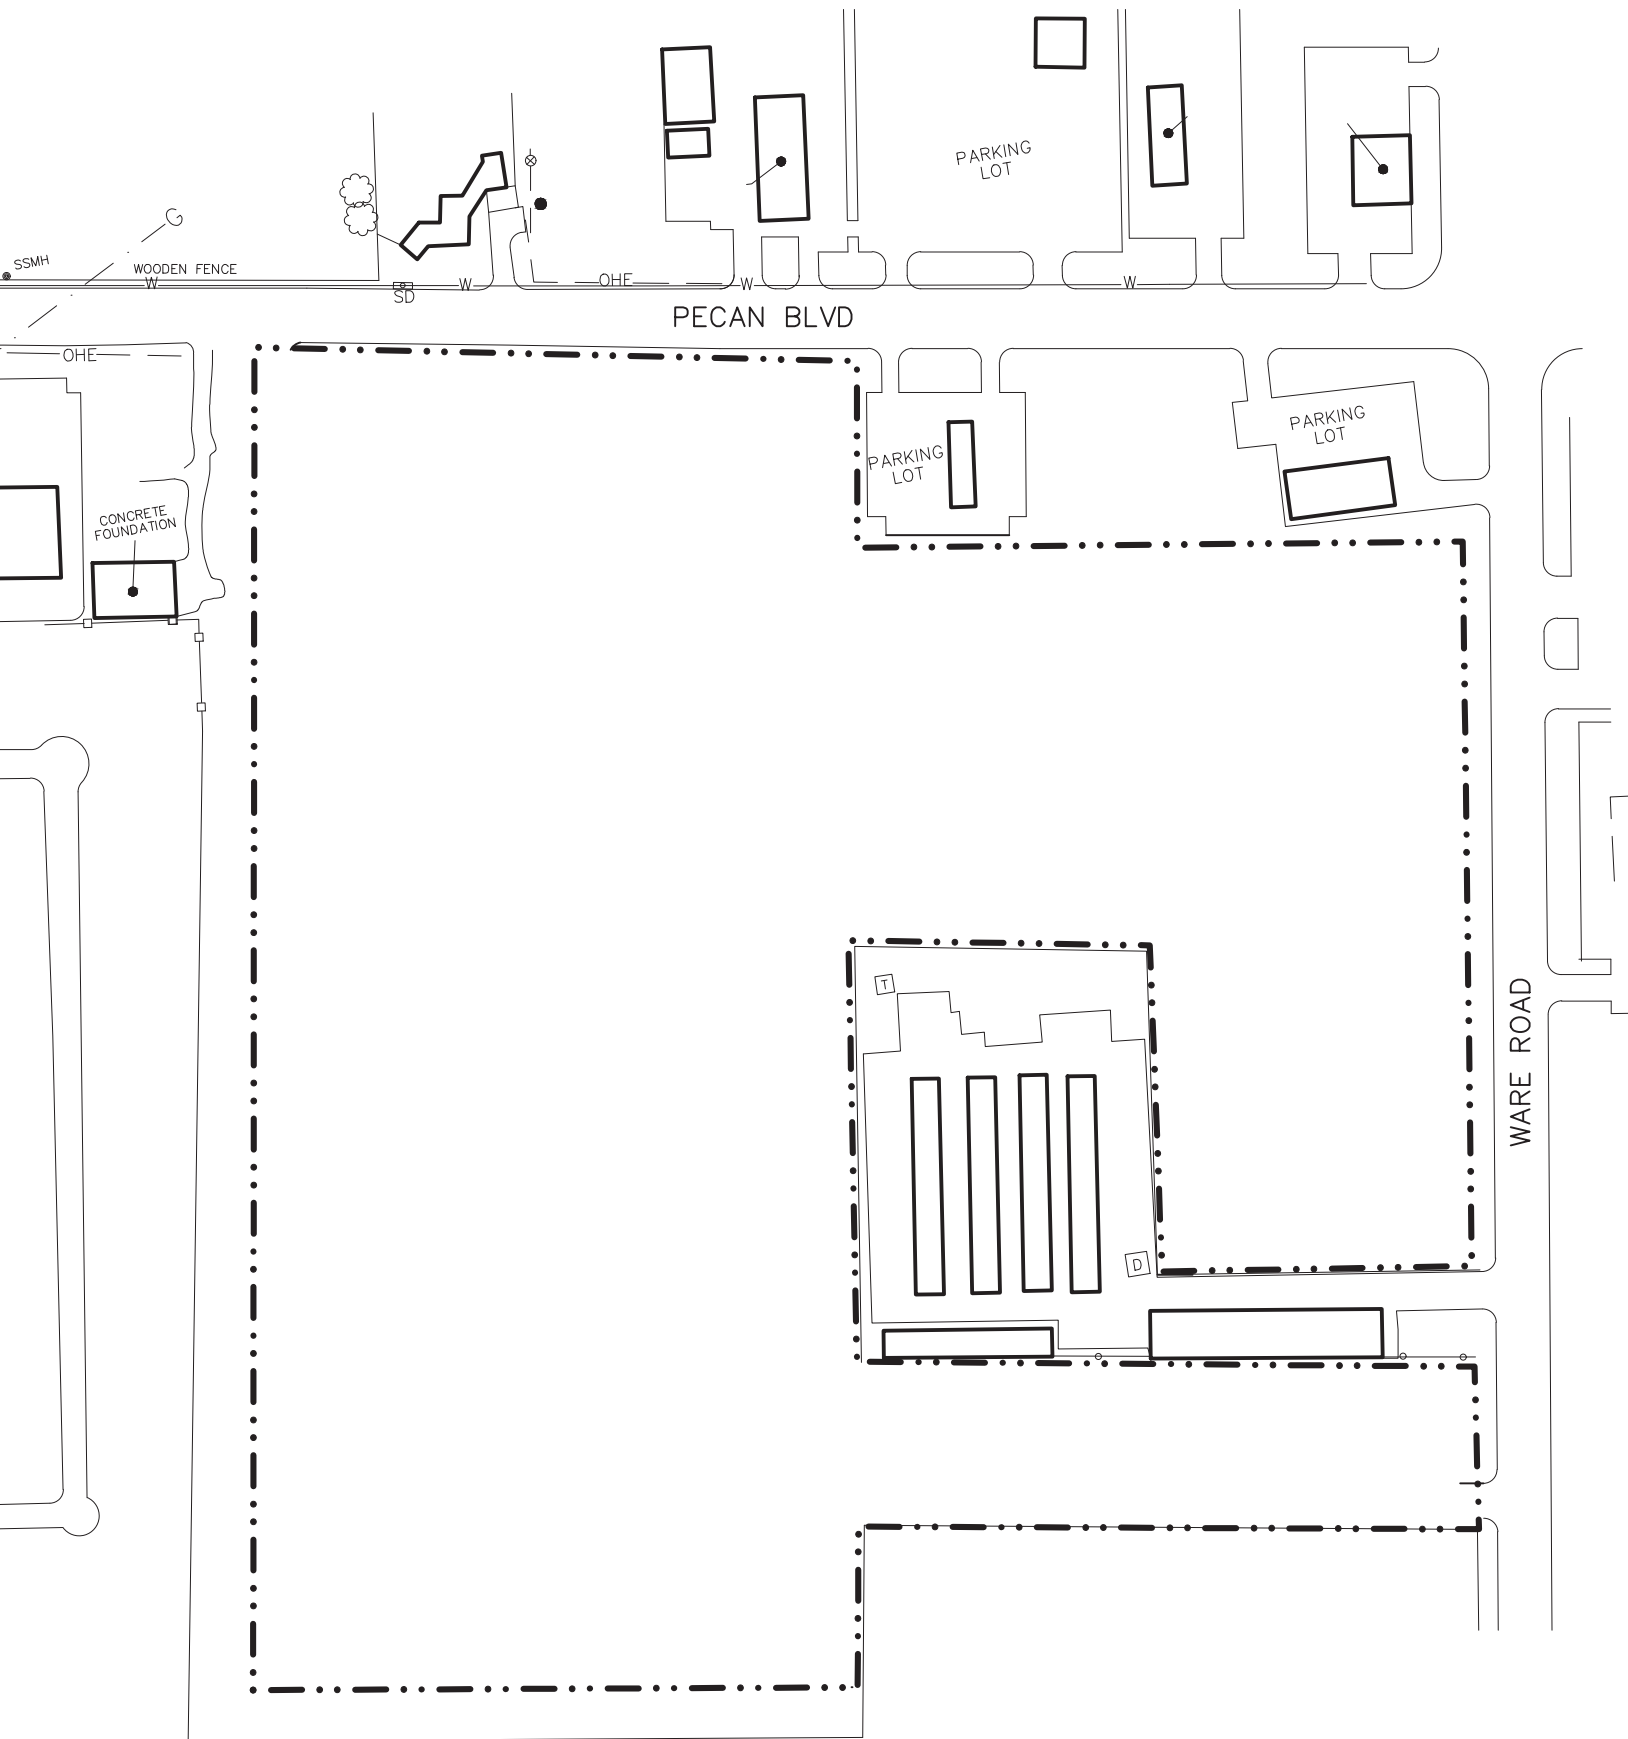 PARKING
LOT
G
SSMH
WOODEN FENCE
W
SD
W
OHE
W
W
PECAN BLVD
OHE
PARKING
LOT
PARKING
LOT
CONCRETE
FOUNDATION
T
WARE ROAD
D